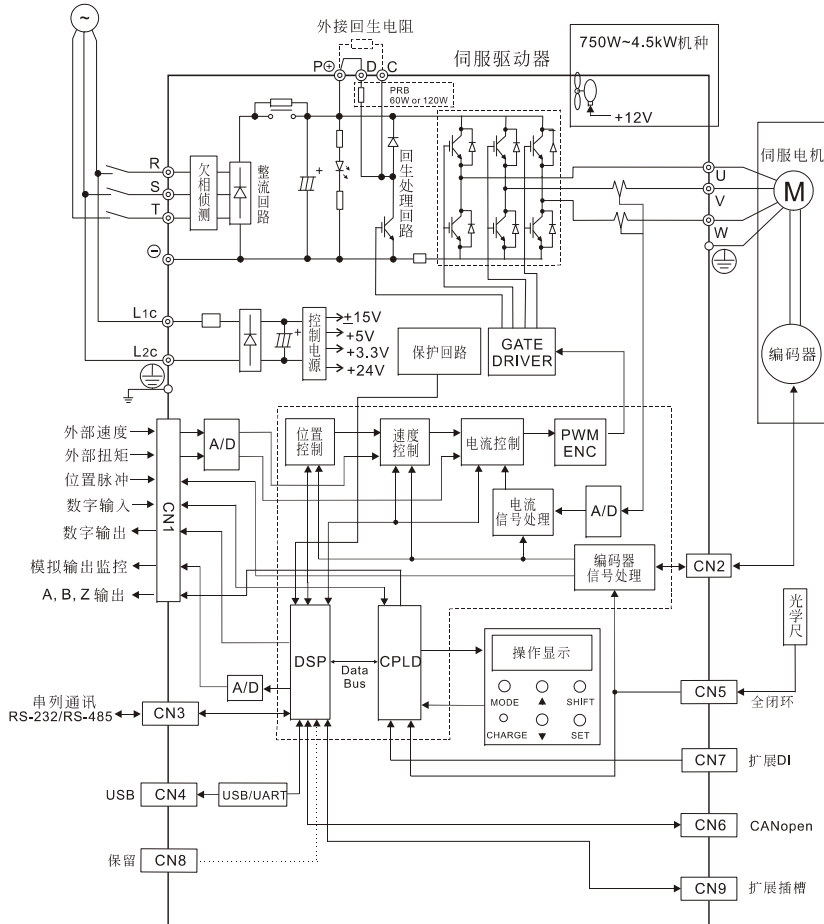 外接回生电阻
P⊕
D
C
伺服驱动器
750W~4.5kW机种
+12V
PRB
60W or 120W
R
S
T
欠相侦测
整流回路
+
回生处理回路
U
V
W
伺服电机
M
编码器
L1c
L2c
+
控制电源
+15V
+5V
+3.3V
+24V
保护回路
GATE
DRIVER
外部速度
外部扭矩
位置脉冲
数字输入
数字输出
模拟输出监控
A, B, Z 输出
CN1
A/D
位置控制
速度控制
电流控制
PWM
ENC
电流
信号处理
A/D
编码器
信号处理
CN2
光学尺
DSP
Data
Bus
CPLD
操作显示
MODE
▲
SHIFT
CHARGE
▼
SET
A/D
串列通讯
RS-232/RS-485
CN3
CN5
全闭环
CN7
扩展DI
USB
CN4
USB/UART
CN6
CANopen
保留
CN8
CN9
扩展插槽